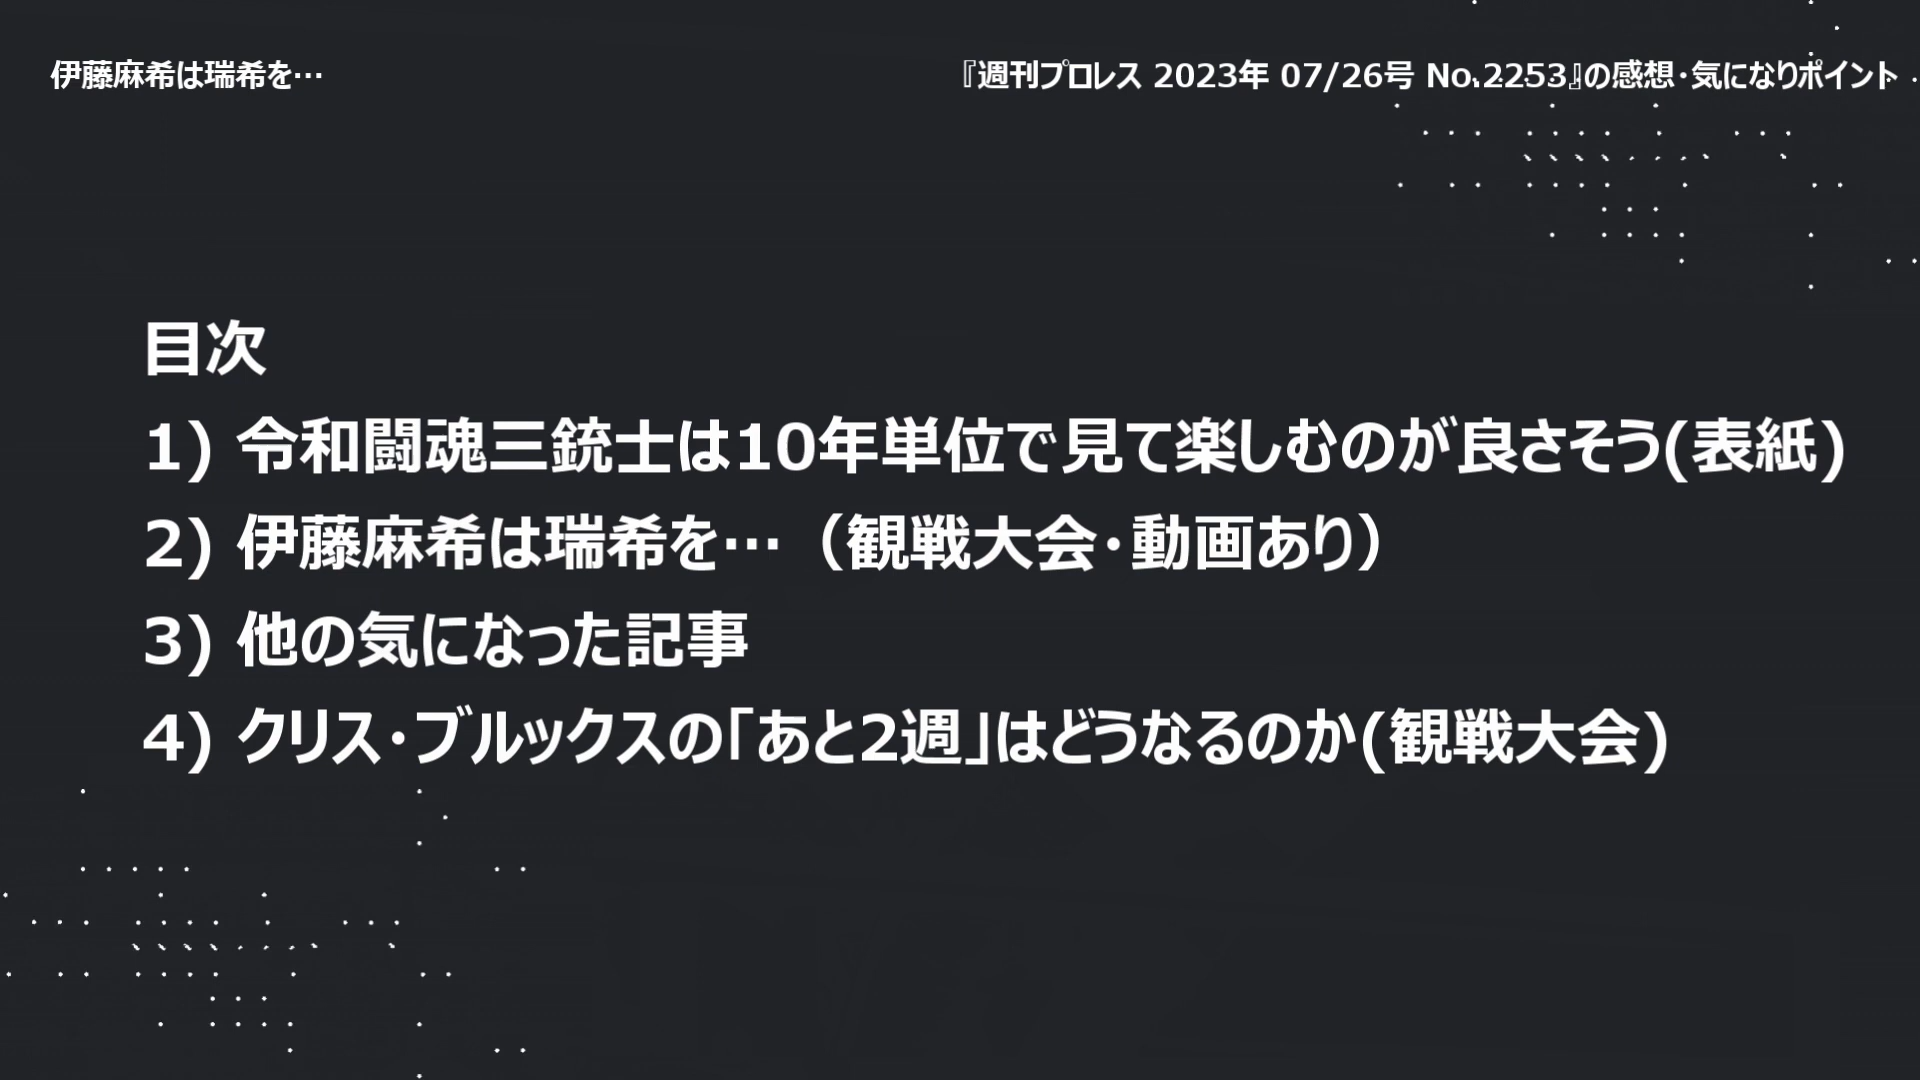 伊藤麻希は瑞希を…
『週刊プロレス 2023年 07/26号 No.2253』の感想・気になりポイント
目次
1) 令和闘魂三銃士は10年単位で見て楽しむのが良さそう(表紙)
2) 伊藤麻希は瑞希を…（観戦大会・動画あり）
3) 他の気になった記事
4) クリス・ブルックスの「あと2週」はどうなるのか(観戦大会)